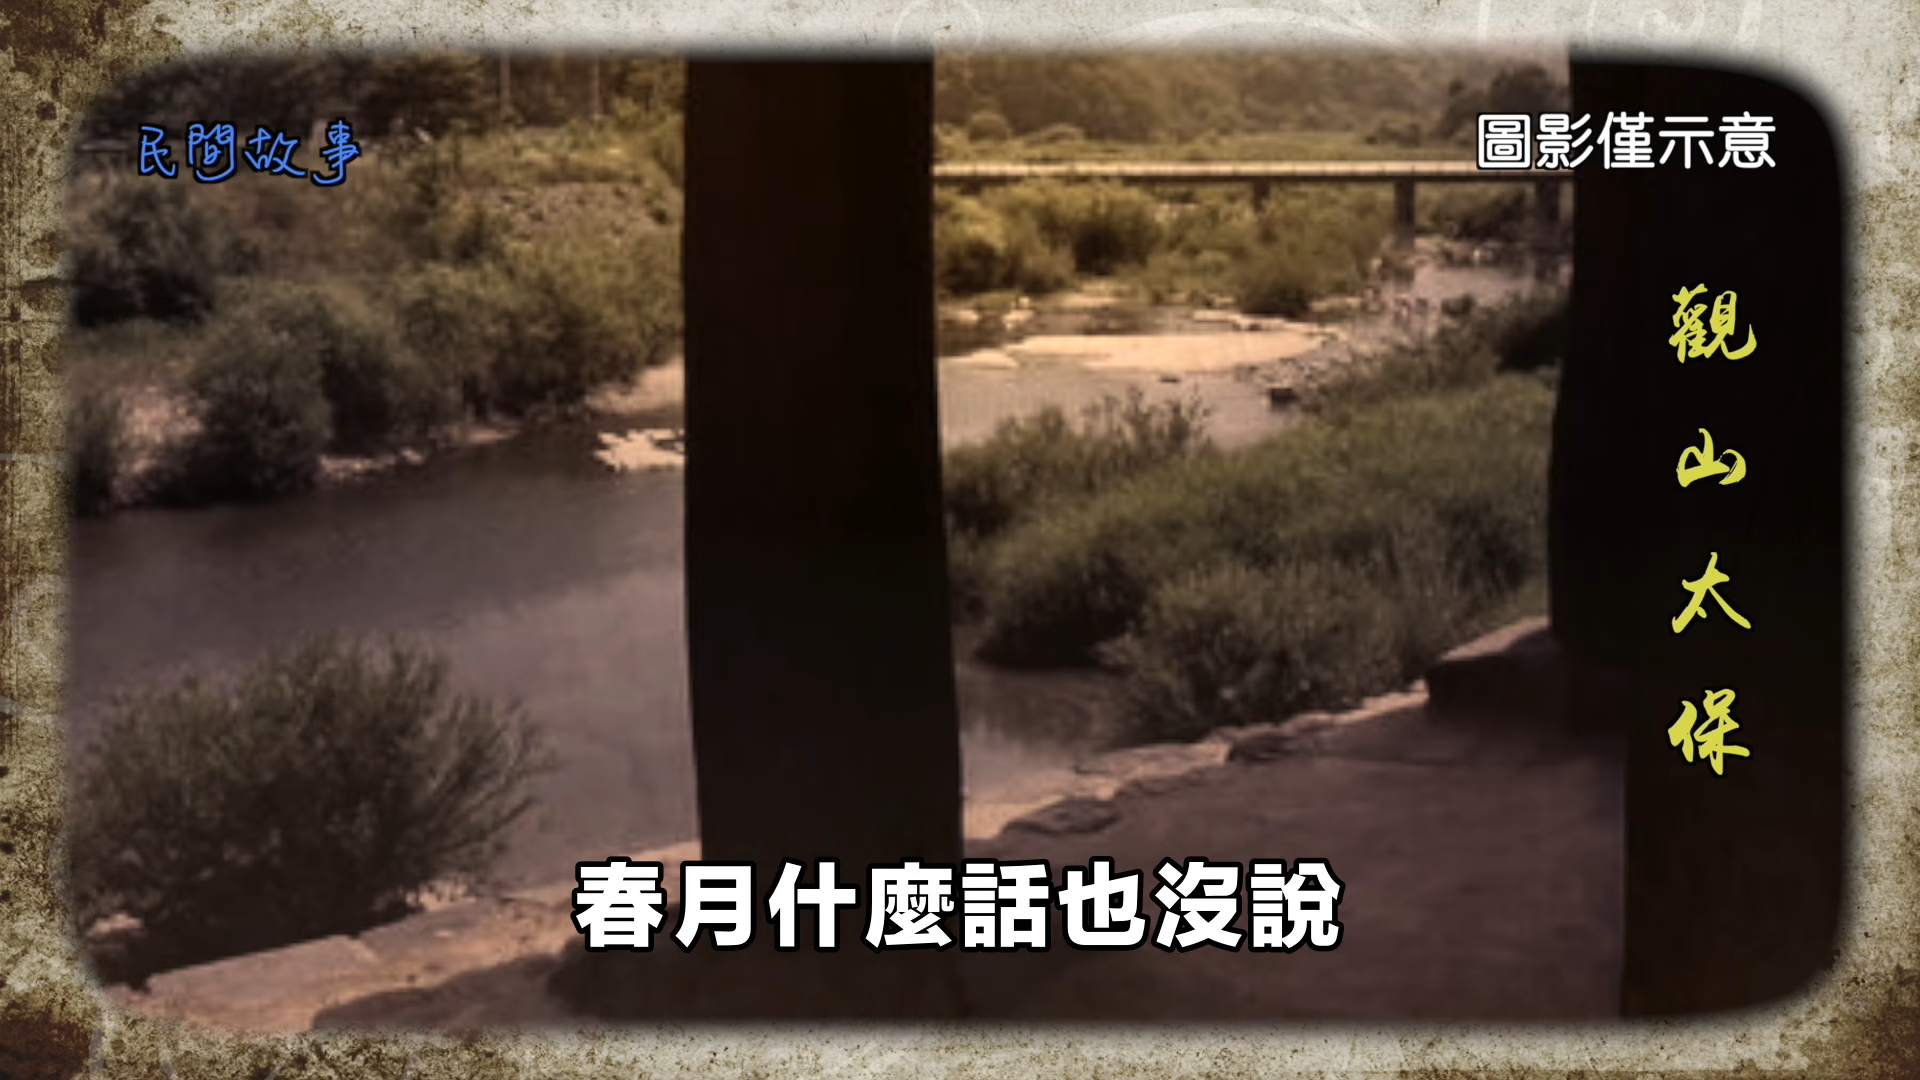 民間故事
圖影僅示意
觀山太保
春月什麼話也沒說